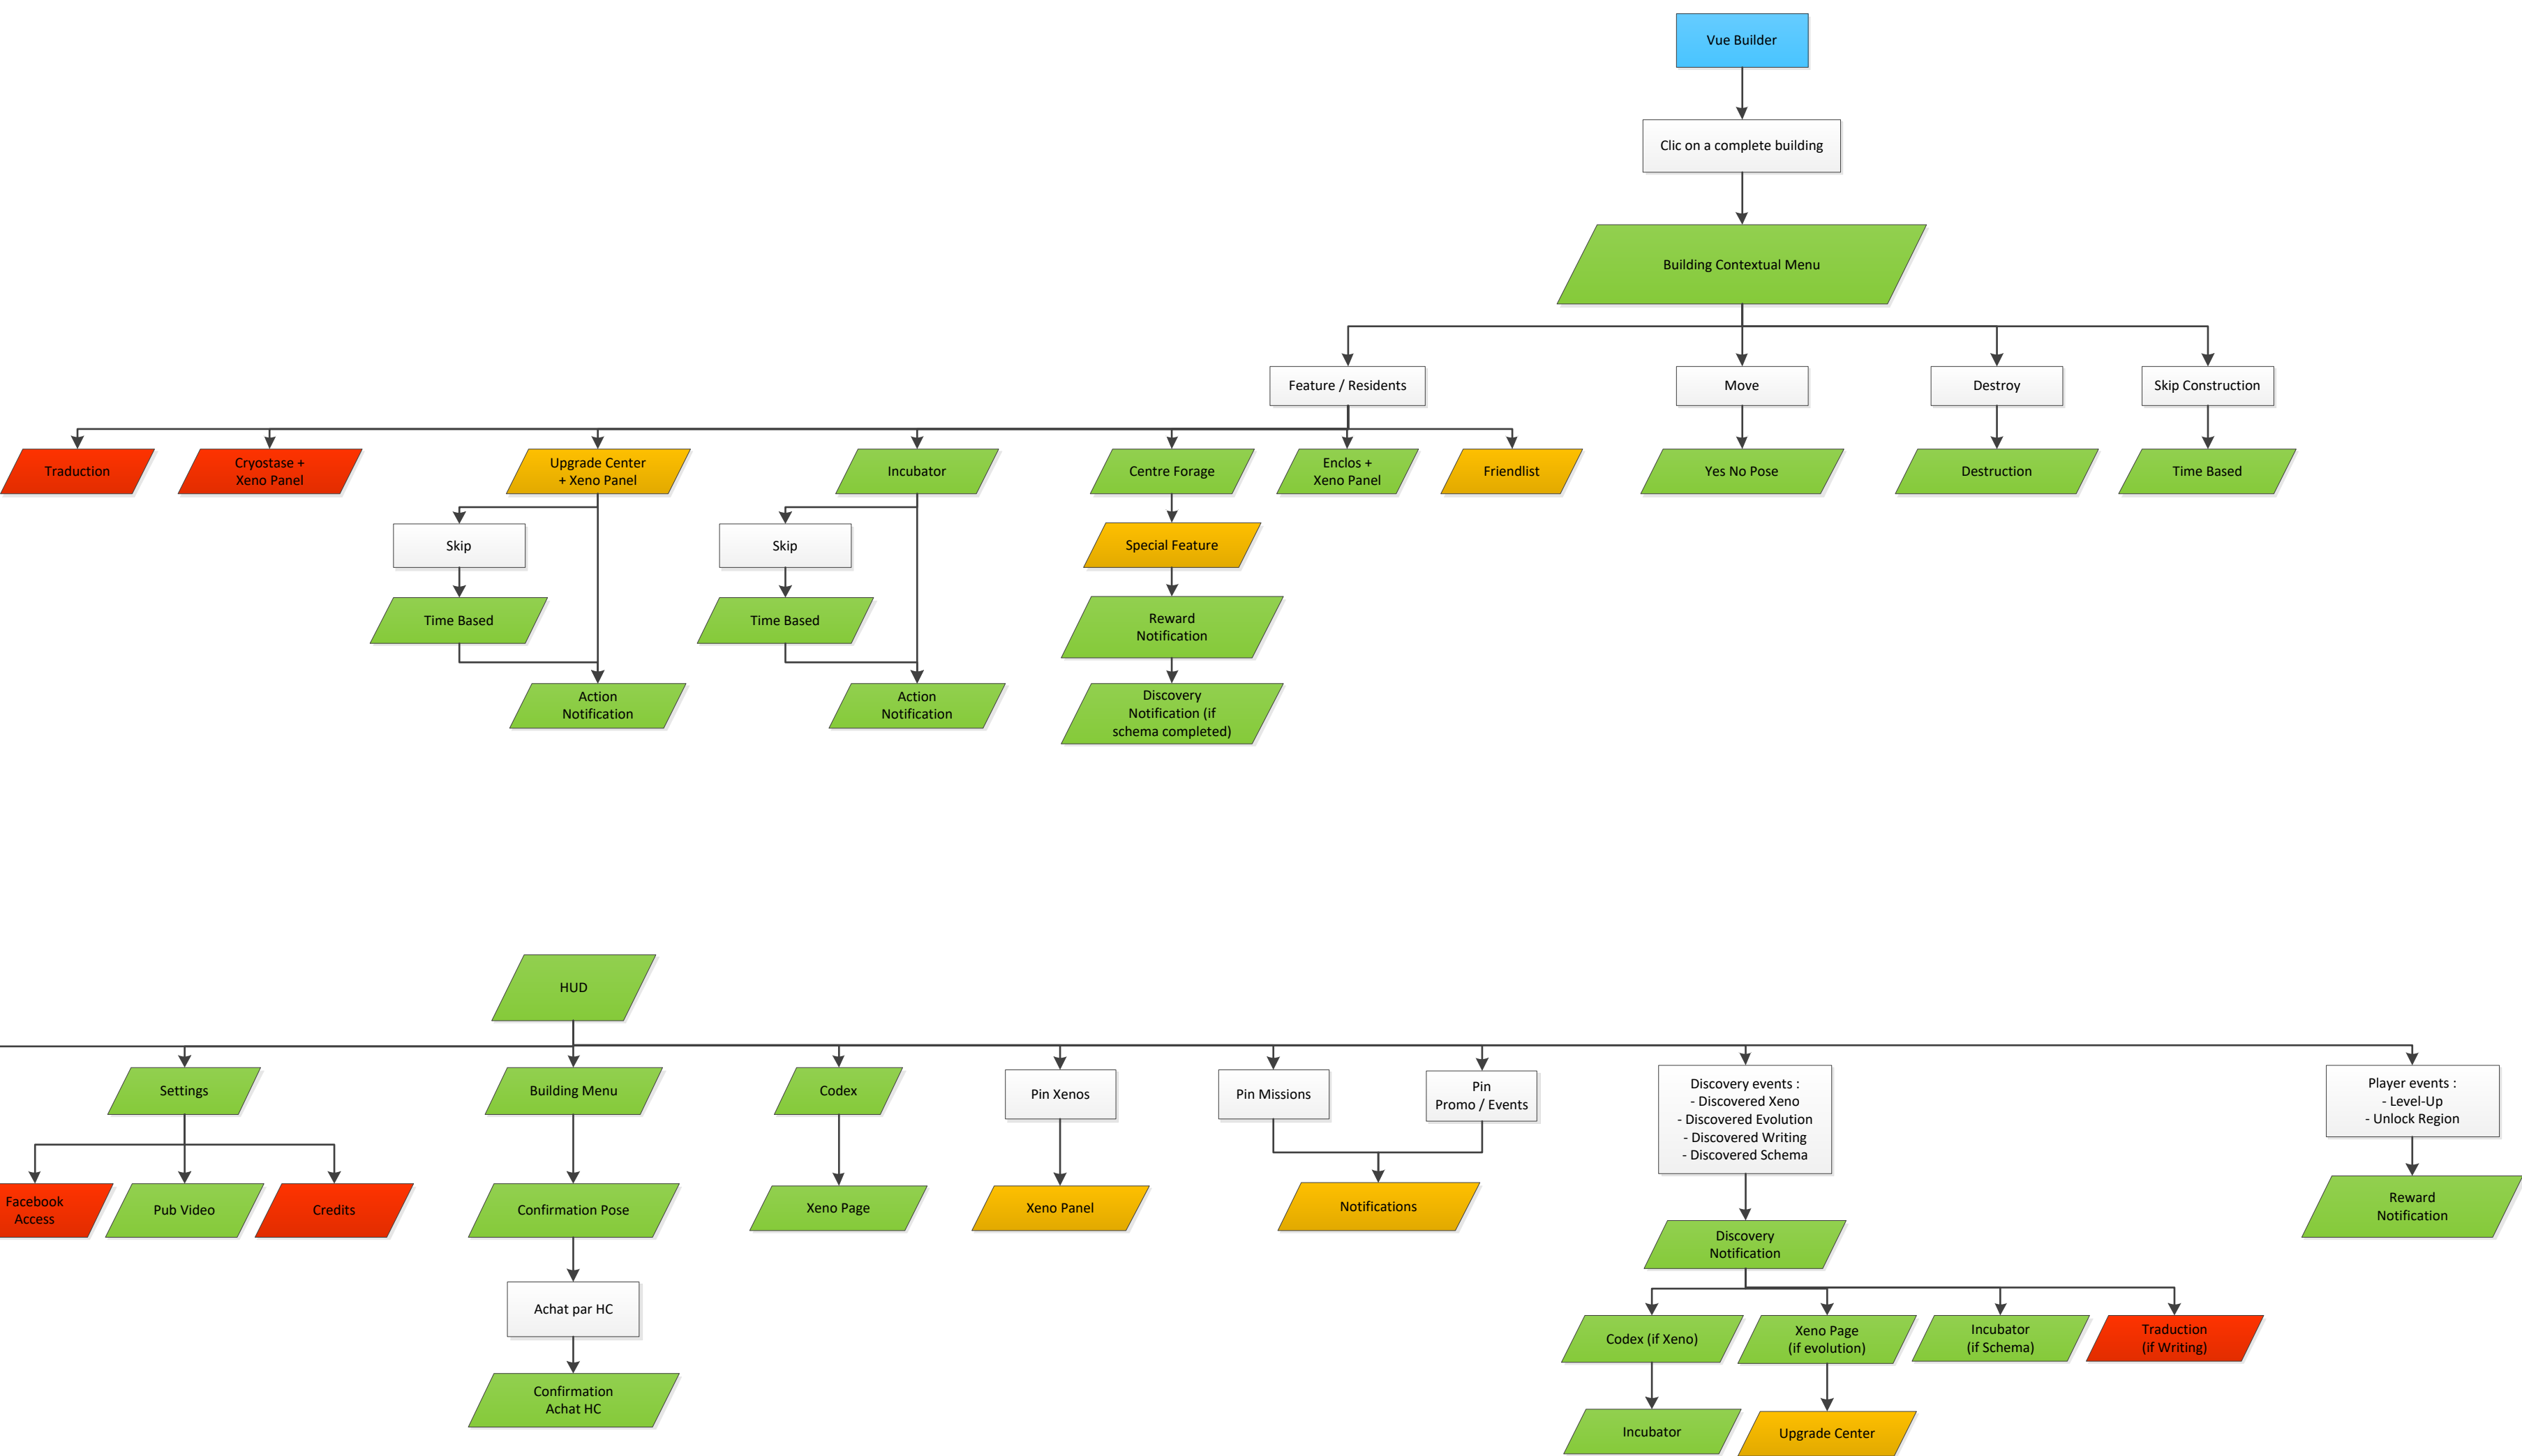 Vue Builder
Clic on a complete building
Building Contextual Menu
Feature / Residents
Move
Destroy
Skip Construction
Traduction
Cryostase +
Xeno Panel
Upgrade Center
+ Xeno Panel
Incubator
Centre Forage
Enclos +
Xeno Panel
Friendlist
Yes No Pose
Destruction
Time Based
Skip
Skip
Special Feature
Time Based
Time Based
Reward
Notification
Action
Notification
Action
Notification
Discovery
Notification (if
schema completed)
HUD
Settings
Building Menu
Codex
Pin Xenos
Pin Missions
Pin
Promo / Events
Discovery events :
- Discovered Xeno
- Discovered Evolution
- Discovered Writing
- Discovered Schema
Player events :
- Level-Up
- Unlock Region
Facebook
Access
Pub Video
Credits
Confirmation Pose
Xeno Page
Xeno Panel
Notifications
Reward
Notification
Discovery
Notification
Achat par HC
Codex (if Xeno)
Xeno Page
(if evolution)
Incubator
(if Schema)
Traduction
(if Writing)
Confirmation
Achat HC
Incubator
Upgrade Center